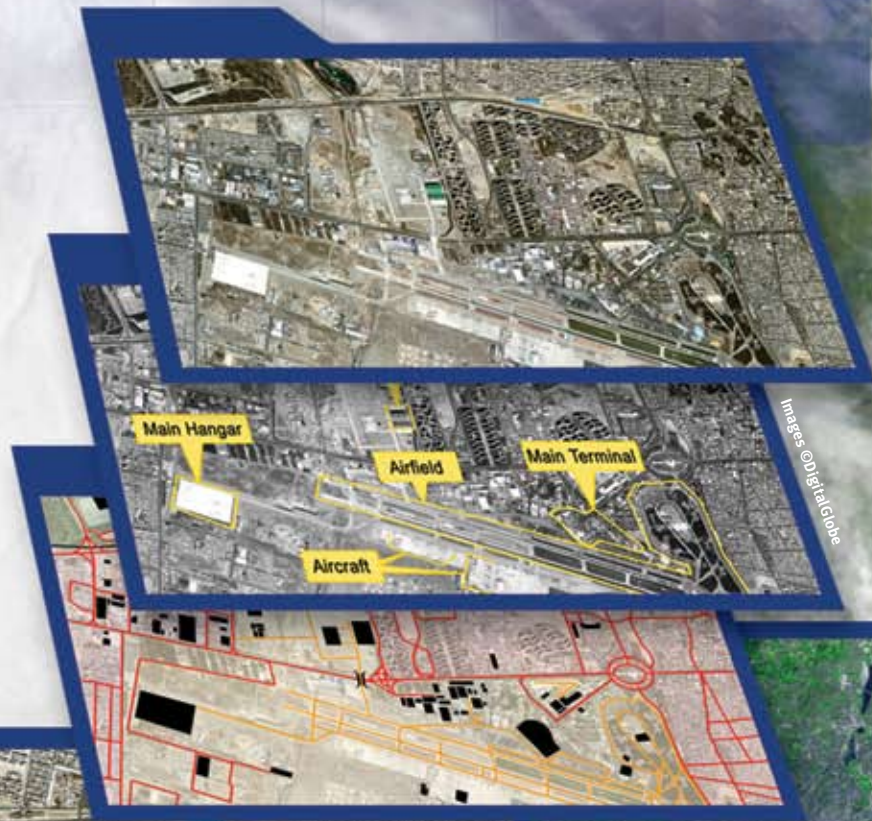 Main Hangar
Airfield
Main Terminal
Aircraft
Images ©DigitalGlobe